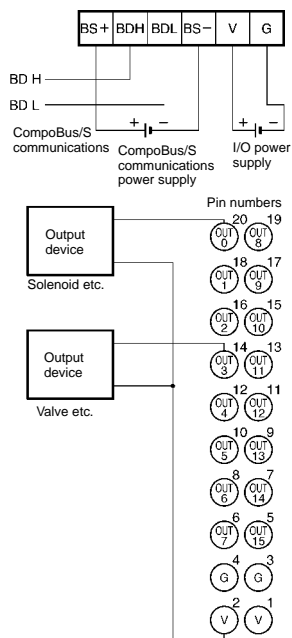 BS+ BDH BDL BS− V G
BD H
BD L
+ −
+ −
CompoBus/S
communications
CompoBus/S
communications
power supply
I/O power
supply
Pin numbers
Output
device
Solenoid etc.
20 19
OUT 0 OUT 8
18 17
OUT 1 OUT 9
16 15
OUT 2 OUT 10
Output
device
Valve etc.
14 13
OUT 3 OUT 11
12 11
OUT 4 OUT 12
10 9
OUT 5 OUT 13
8 7
OUT 6 OUT 14
6 5
OUT 7 OUT 15
4 3
G G
2 1
V V